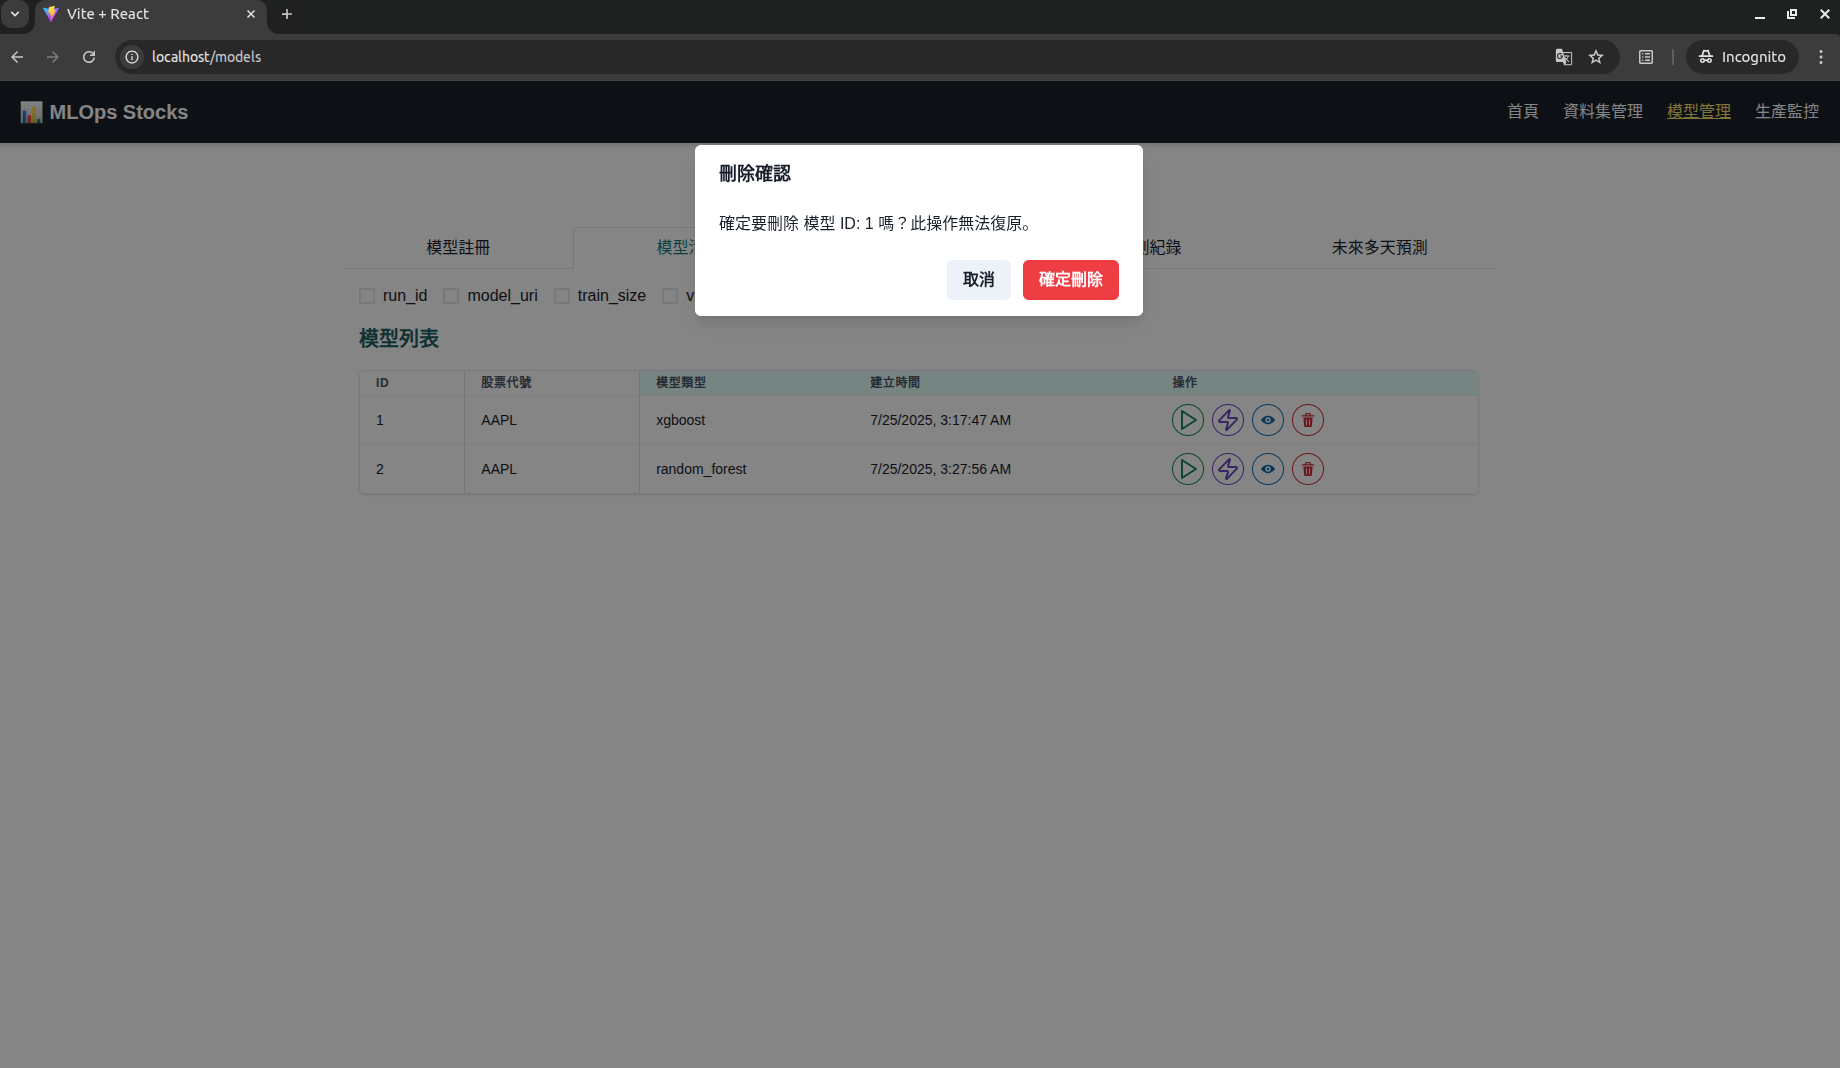 Vite + React
localhost/models
Incognito
MLOps Stocks
首頁 資料集管理 模型管理 生產監控
刪除確認
確定要刪除 模型 ID: 1 嗎？此操作無法復原。
取消 確定刪除
模型註冊 模型 紀錄 未來多天預測
run_id model_uri train_size
模型列表
ID 股票代號 模型類型 建立時間 操作
1 AAPL xgboost 7/25/2025, 3:17:47 AM
2 AAPL random_forest 7/25/2025, 3:27:56 AM